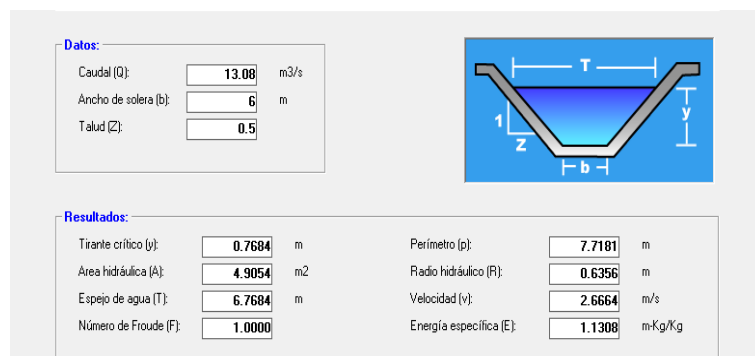 Datos:
Caudal (Q): 13.08 m3/s
Ancho de solera (b): 6 m
Talud (Z): 0.5
T
1
Z
y
b
Resultados:
Tirante crítico (y): 0.7684 m Perímetro (p): 7.7181 m
Area hidráulica (A): 4.9054 m2 Radio hidráulico (R): 0.6356 m
Espejo de agua (T): 6.7684 m Velocidad (v): 2.6664 m/s
Número de Froude (F): 1.0000 Energía específica (E): 1.1308 m-Kg/Kg